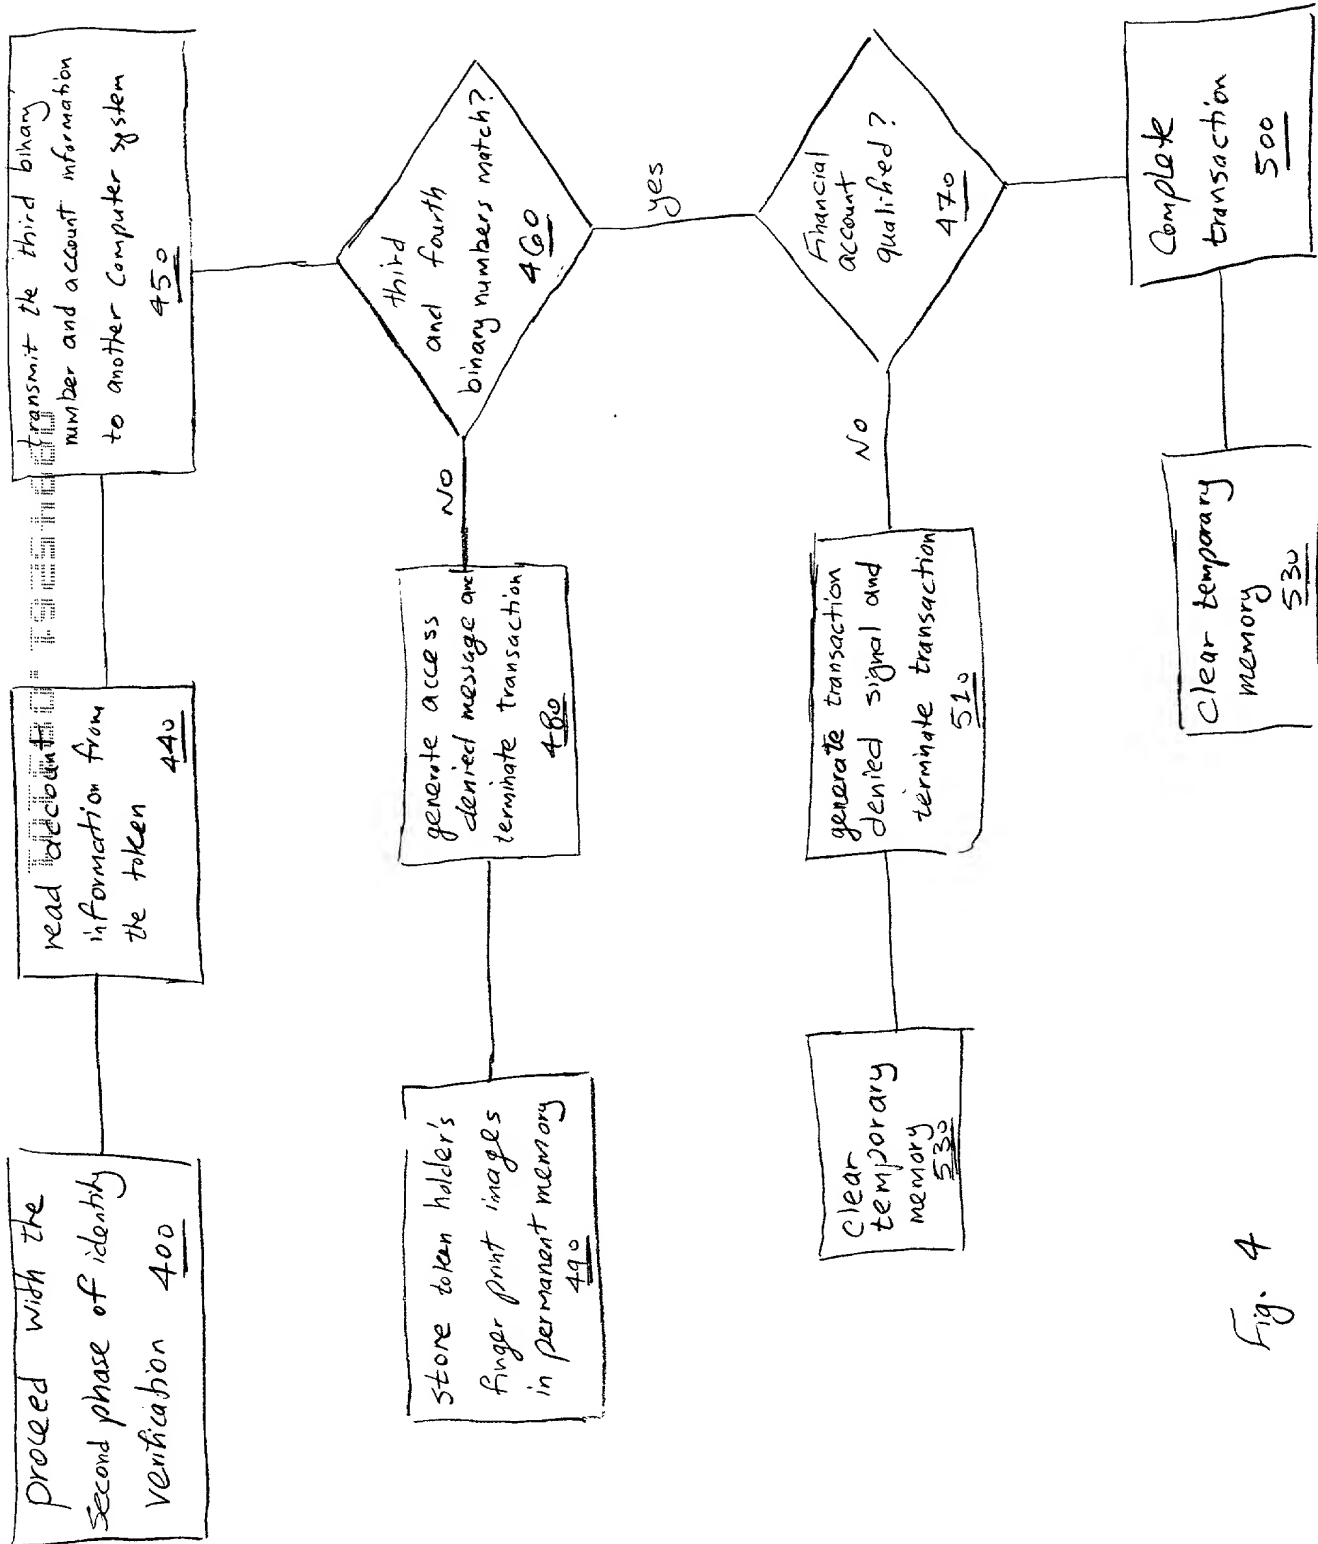 proceed with the
Second phase of identity
verification 400
read account
information from
the token
440
transmit the third binary
number and account information
to another Computer system
450
third
and fourth
binary numbers match?
460
No
yes
generate access
denied message and
terminate transaction
480
store token holder's
finger print images
in permanent memory
490
Financial
account
qualified?
470
No
generate transaction
denied signal and
terminate transaction
510
Clear
temporary
memory
530
Complete
transaction
500
Clear temporary
memory
530
Fig. 4